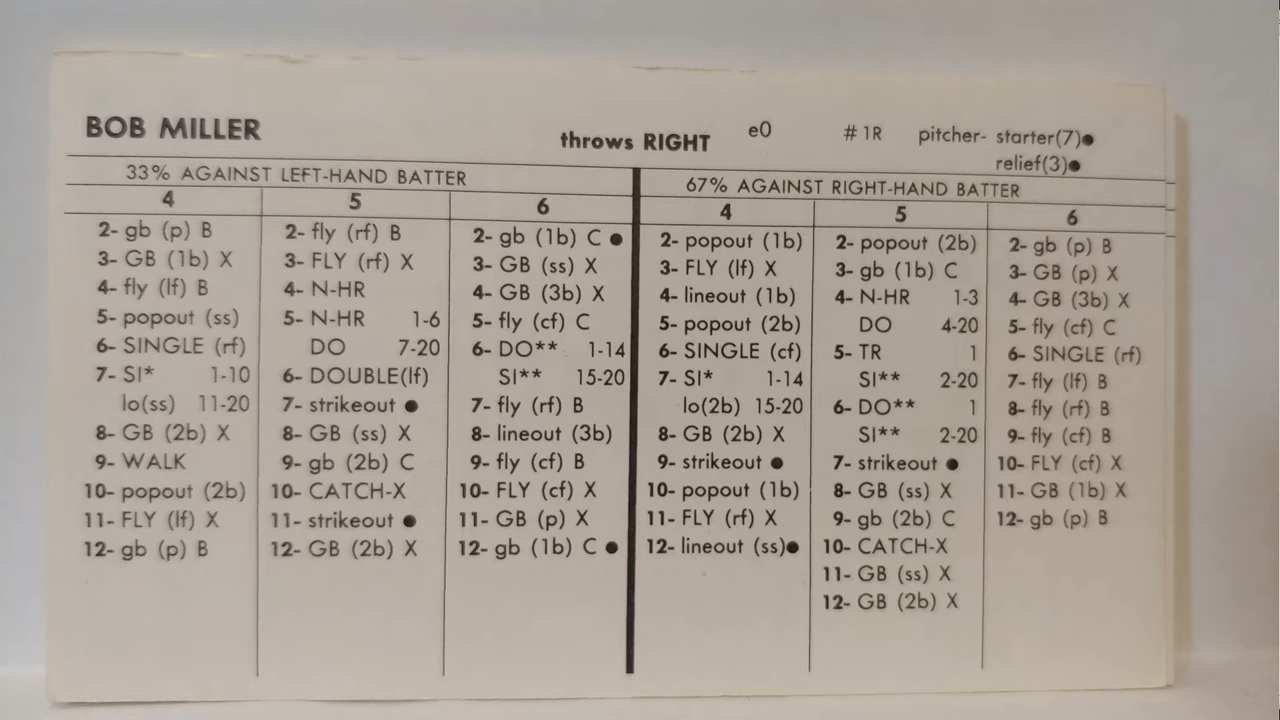 BOB MILLER throws RIGHT e0 #1R pitcher- starter(7)●
relief(3)●
33% AGAINST LEFT-HAND BATTER
4
2- gb (p) B
3- GB (1b) X
4- fly (lf) B
5- popout (ss)
6- SINGLE (rf)
7- SI* 1-10
lo(ss) 11-20
8- GB (2b) X
9- WALK
10- popout (2b)
11- FLY (lf) X
12- gb (p) B
5
2- fly (rf) B
3- FLY (rf) X
4- N-HR
5- N-HR 1-6
DO 7-20
6- DOUBLE(lf)
7- strikeout ●
8- GB (ss) X
9- gb (2b) C
10- CATCH-X
11- strikeout ●
12- GB (2b) X
6
2- gb (1b) C ●
3- GB (ss) X
4- GB (3b) X
5- fly (cf) C
6- DO** 1-14
SI** 15-20
7- fly (rf) B
8- lineout (3b)
9- fly (cf) B
10- FLY (cf) X
11- GB (p) X
12- gb (1b) C ●
67% AGAINST RIGHT-HAND BATTER
4
2- popout (1b)
3- FLY (lf) X
4- lineout (1b)
5- popout (2b)
6- SINGLE (cf)
7- SI* 1-14
lo(2b) 15-20
8- GB (2b) X
9- strikeout ●
10- popout (1b)
11- FLY (rf) X
12- lineout (ss)●
5
2- popout (2b)
3- gb (1b) C
4- N-HR 1-3
DO 4-20
5- TR 1
SI** 2-20
6- DO** 1
SI** 2-20
7- strikeout ●
8- GB (ss) X
9- gb (2b) C
10- CATCH-X
11- GB (ss) X
12- GB (2b) X
6
2- gb (p) B
3- GB (p) X
4- GB (3b) X
5- fly (cf) C
6- SINGLE (rf)
7- fly (lf) B
8- fly (rf) B
9- fly (cf) B
10- FLY (cf) X
11- GB (1b) X
12- gb (p) B